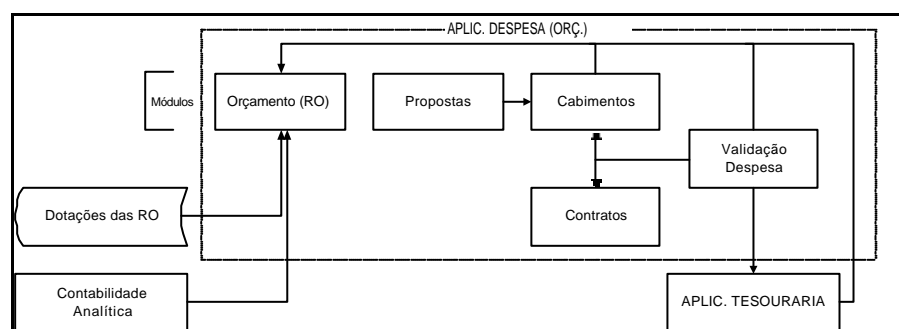 APLIC. DESPESA (ORÇ.)
Módulos
Orçamento (RO)
Propostas
Cabimentos
Validação
Despesa
Dotações das RO
Contratos
Contabilidade
Analítica
APLIC. TESOURARIA